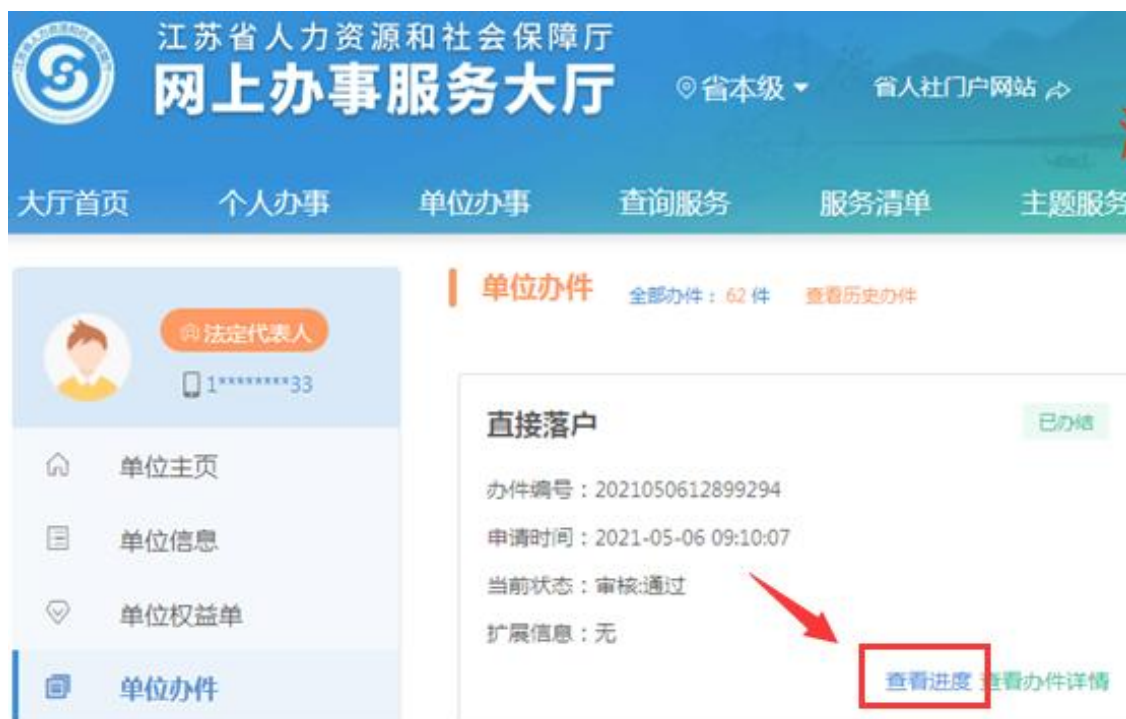 江苏省人力资源和社会保障厅
网上办事服务大厅
省本级
省人社门户网站
大厅首页 个人办事 单位办事 查询服务 服务清单 主题服务
法定代表人
1********33
单位主页
单位信息
单位权益单
单位办件
单位办件 全部办件：62 件 查看历史办件
直接落户 已办结
办件编号：2021050612899294
申请时间：2021-05-06 09:10:07
当前状态：审核:通过
扩展信息：无
查看进度 查看办件详情